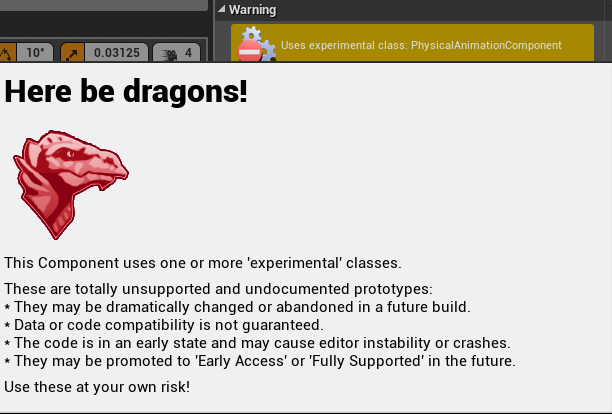 Warning
Uses experimental class: PhysicalAnimationComponent
10°
0.03125
4
Here be dragons!
This Component uses one or more 'experimental' classes.
These are totally unsupported and undocumented prototypes:
* They may be dramatically changed or abandoned in a future build.
* Data or code compatibility is not guaranteed.
* The code is in an early state and may cause editor instability or crashes.
* They may be promoted to 'Early Access' or 'Fully Supported' in the future.
Use these at your own risk!